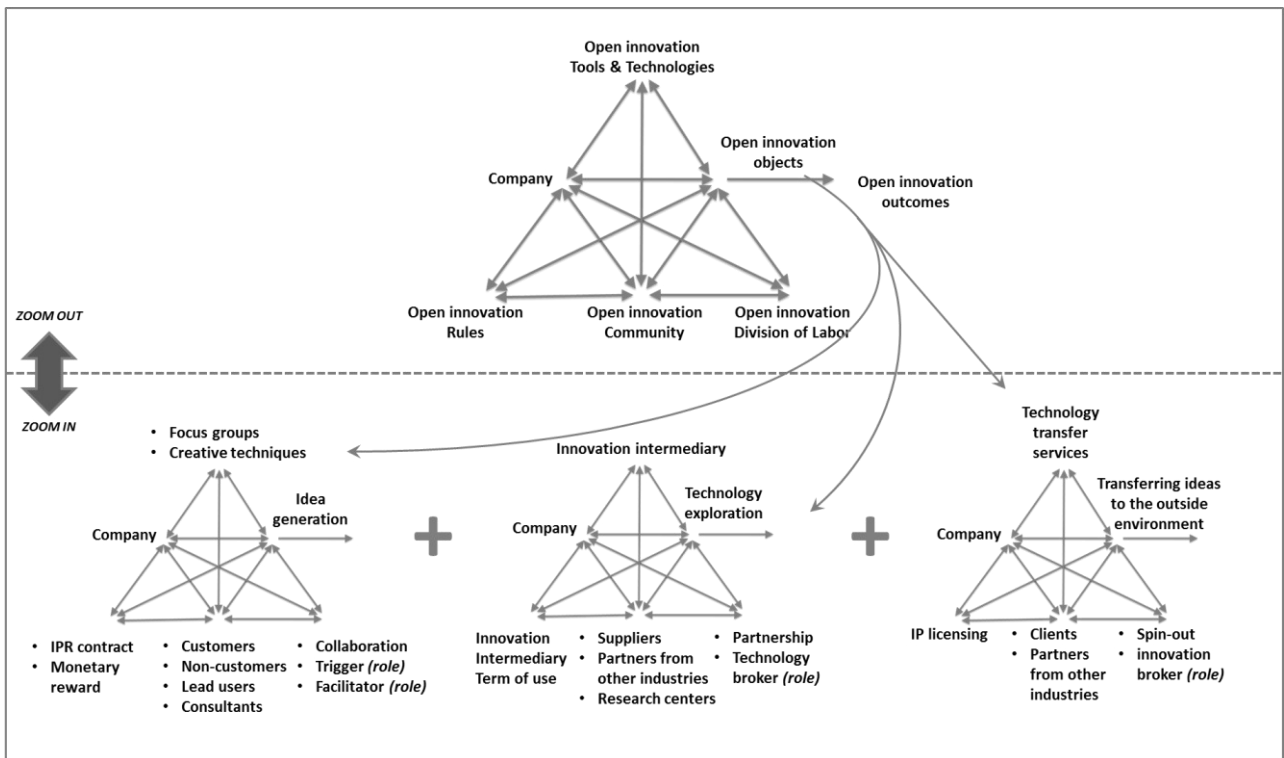 Open innovation
Tools & Technologies
Open innovation
objects
Company
Open innovation
outcomes
Open innovation
Rules
Open innovation
Community
Open innovation
Division of Labor
ZOOM OUT
ZOOM IN
• Focus groups
• Creative techniques
Idea
generation
Company
• IPR contract
• Monetary
reward
• Customers
• Non-customers
• Lead users
• Consultants
• Collaboration
• Trigger (role)
• Facilitator (role)
+
Innovation intermediary
Technology
exploration
Company
Innovation
Intermediary
Term of use
• Suppliers
• Partners from
other industries
• Research centers
• Partnership
• Technology
broker (role)
+
Technology
transfer
services
Transferring ideas
to the outside
environment
Company
IP licensing
• Clients
• Partners
from other
industries
• Spin-out
• innovation
broker (role)